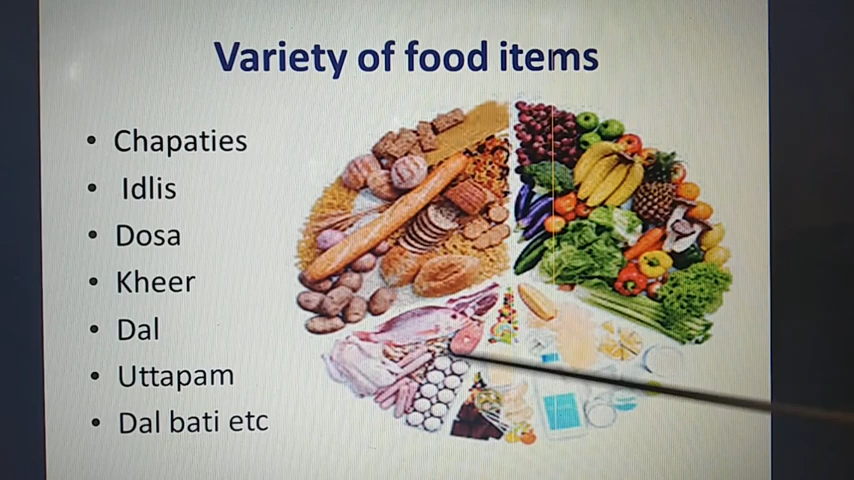 Variety of food items
• Chapaties
• Idlis
• Dosa
• Kheer
• Dal
• Uttapam
• Dal bati etc